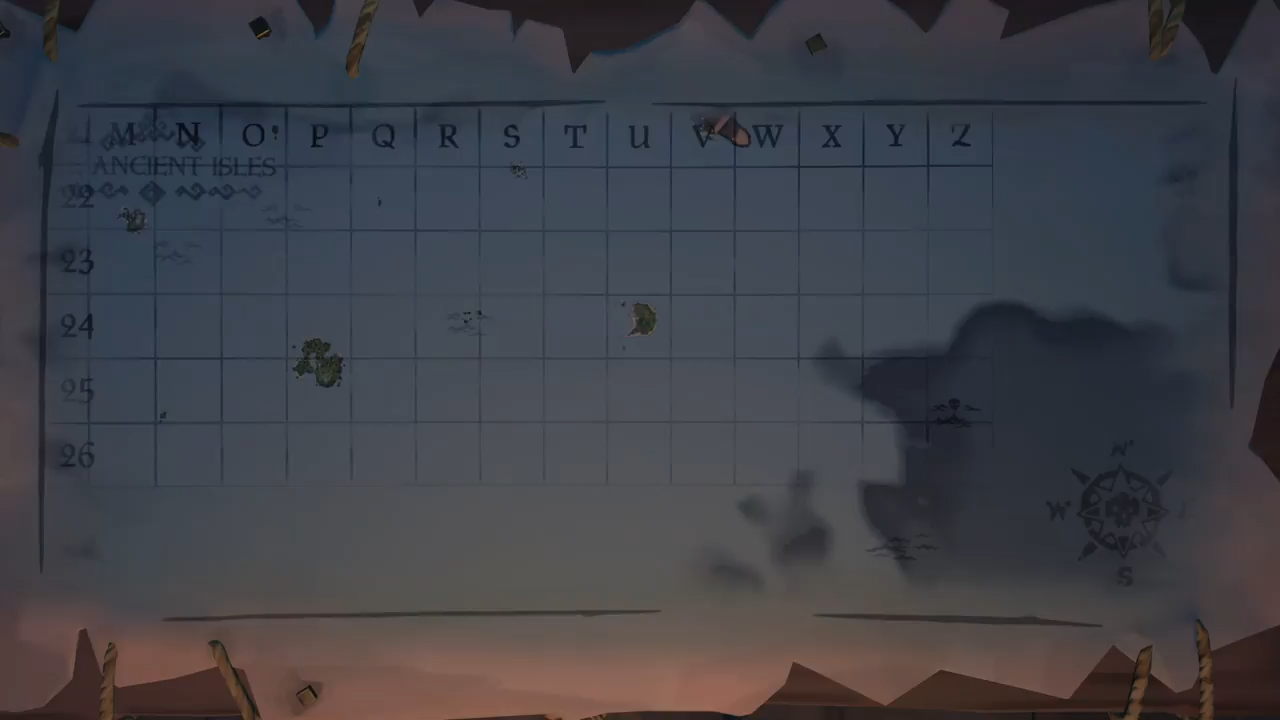 M N O P Q R S T U V W X Y Z
ANCIENT ISLES
22
23
24
25
26
N
W
S